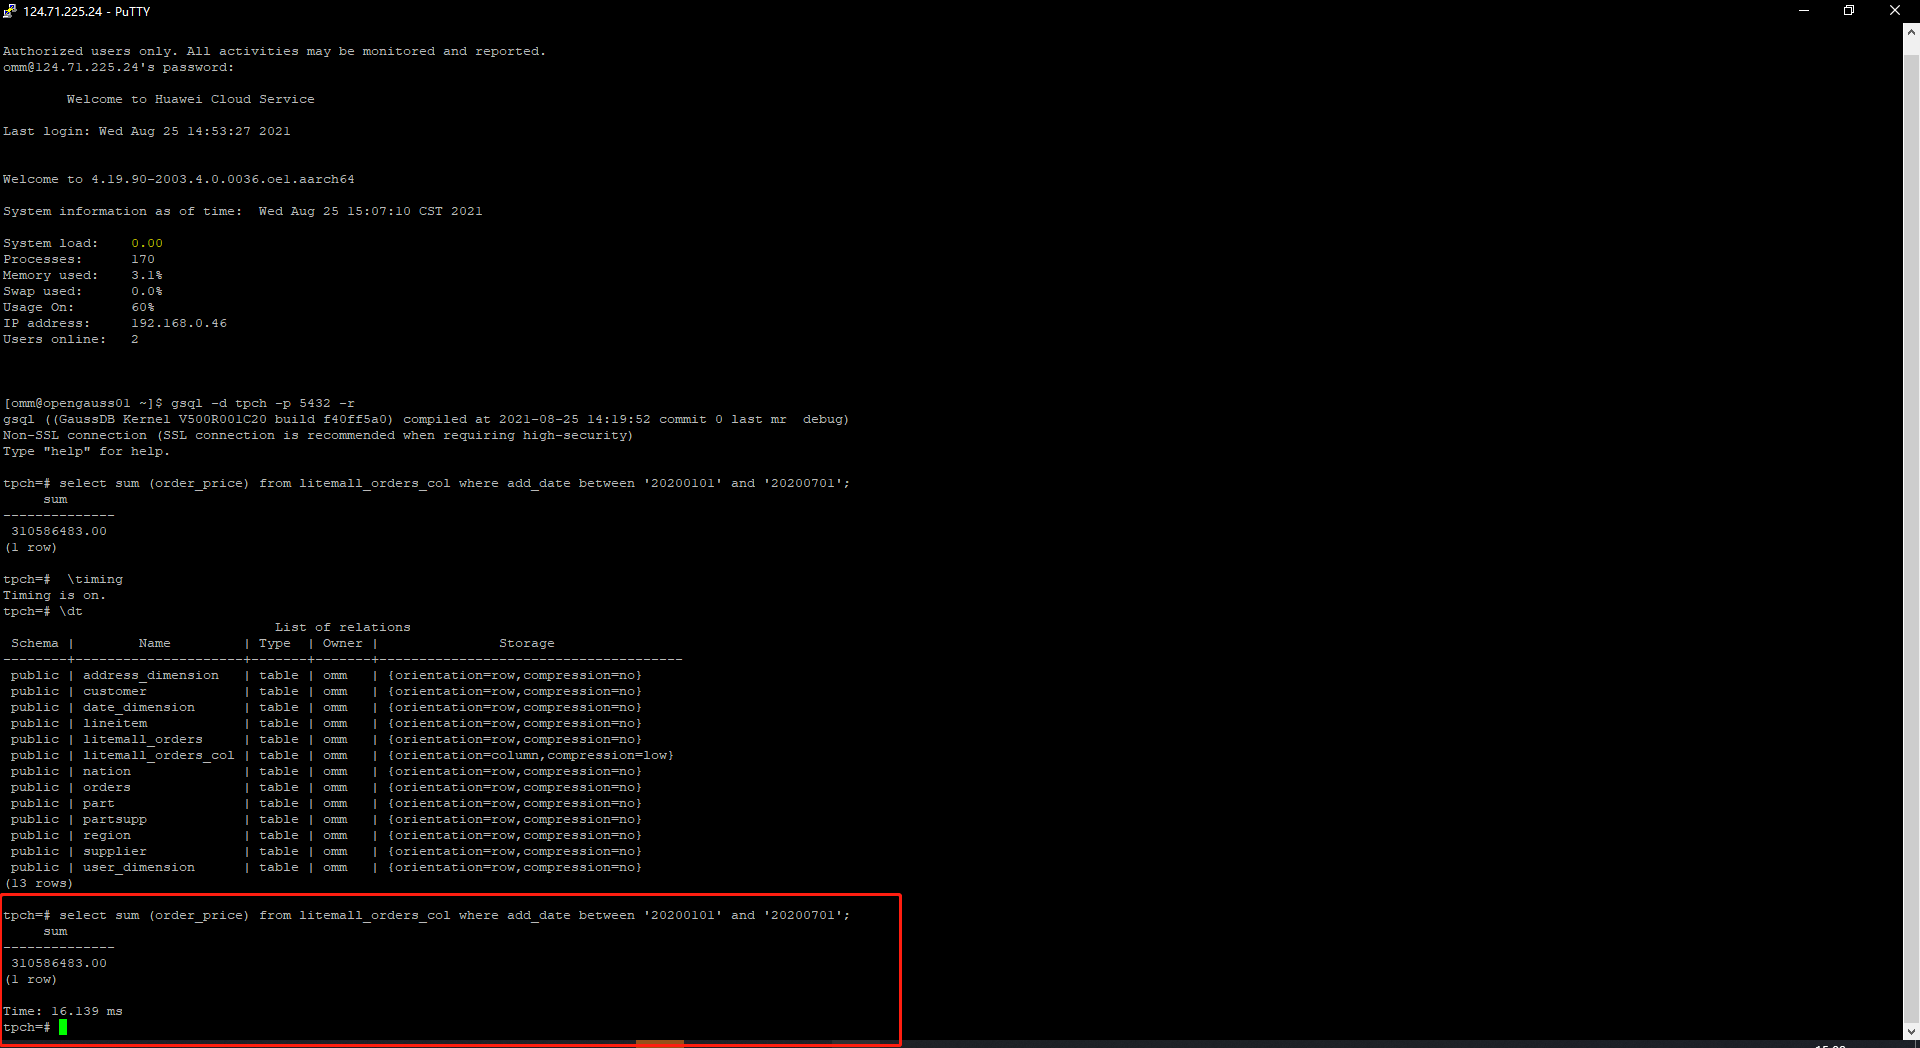 124.71.225.24 - PuTTY
Authorized users only. All activities may be monitored and reported.
omm@124.71.225.24's password:
Welcome to Huawei Cloud Service
Last login: Wed Aug 25 14:53:27 2021
Welcome to 4.19.90-2003.4.0.0036.oe1.aarch64
System information as of time:  Wed Aug 25 15:07:10 CST 2021
System load:    0.00
Processes:      170
Memory used:    3.1%
Swap used:      0.0%
Usage On:       60%
IP address:     192.168.0.46
Users online:   2
[omm@opengauss01 ~]$ gsql -d tpch -p 5432 -r
gsql ((GaussDB Kernel V500R001C20 build f40ff5a0) compiled at 2021-08-25 14:19:52 commit 0 last mr  debug)
Non-SSL connection (SSL connection is recommended when requiring high-security)
Type "help" for help.
tpch=# select sum (order_price) from litemall_orders_col where add_date between '20200101' and '20200701';
     sum
--------------
 310586483.00
(1 row)
tpch=#  \timing
Timing is on.
tpch=# \dt
                                  List of relations
 Schema |        Name         | Type  | Owner |               Storage
--------+---------------------+-------+-------+--------------------------------------
 public | address_dimension   | table | omm   | {orientation=row,compression=no}
 public | customer            | table | omm   | {orientation=row,compression=no}
 public | date_dimension      | table | omm   | {orientation=row,compression=no}
 public | lineitem            | table | omm   | {orientation=row,compression=no}
 public | litemall_orders     | table | omm   | {orientation=row,compression=no}
 public | litemall_orders_col | table | omm   | {orientation=column,compression=low}
 public | nation              | table | omm   | {orientation=row,compression=no}
 public | orders              | table | omm   | {orientation=row,compression=no}
 public | part                | table | omm   | {orientation=row,compression=no}
 public | partsupp            | table | omm   | {orientation=row,compression=no}
 public | region              | table | omm   | {orientation=row,compression=no}
 public | supplier            | table | omm   | {orientation=row,compression=no}
 public | user_dimension      | table | omm   | {orientation=row,compression=no}
(13 rows)
tpch=# select sum (order_price) from litemall_orders_col where add_date between '20200101' and '20200701';
     sum
--------------
 310586483.00
(1 row)
Time: 16.139 ms
tpch=#